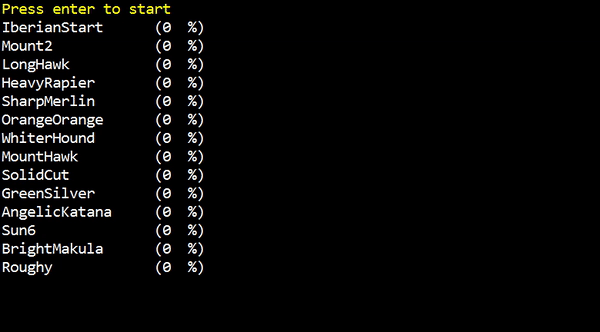 Press enter to start
IberianStart (0 %)
Mount2 (0 %)
LongHawk (0 %)
HeavyRapier (0 %)
SharpMerlin (0 %)
OrangeOrange (0 %)
WhiterHound (0 %)
MountHawk (0 %)
SolidCut (0 %)
GreenSilver (0 %)
AngelicKatana (0 %)
Sun6 (0 %)
BrightMakula (0 %)
Roughy (0 %)